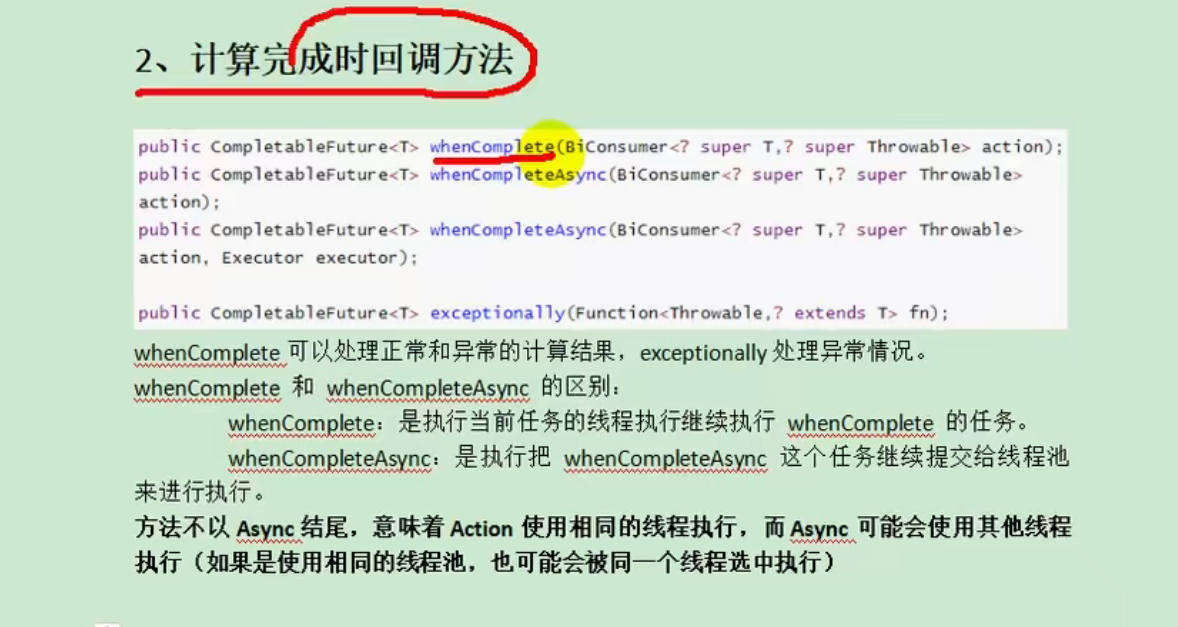 2、计算完成时回调方法
public CompletableFuture<T> whenComplete(BiConsumer<? super T,? super Throwable> action);
public CompletableFuture<T> whenCompleteAsync(BiConsumer<? super T,? super Throwable>
action);
public CompletableFuture<T> whenCompleteAsync(BiConsumer<? super T,? super Throwable>
action, Executor executor);
public CompletableFuture<T> exceptionally(Function<Throwable,? extends T> fn);
whenComplete 可以处理正常和异常的计算结果，exceptionally 处理异常情况。
whenComplete 和 whenCompleteAsync 的区别：
whenComplete：是执行当前任务的线程执行继续执行 whenComplete 的任务。
whenCompleteAsync：是执行把 whenCompleteAsync 这个任务继续提交给线程池
来进行执行。
方法不以 Async 结尾，意味着 Action 使用相同的线程执行，而 Async 可能会使用其他线程
执行（如果是使用相同的线程池，也可能会被同一个线程选中执行）